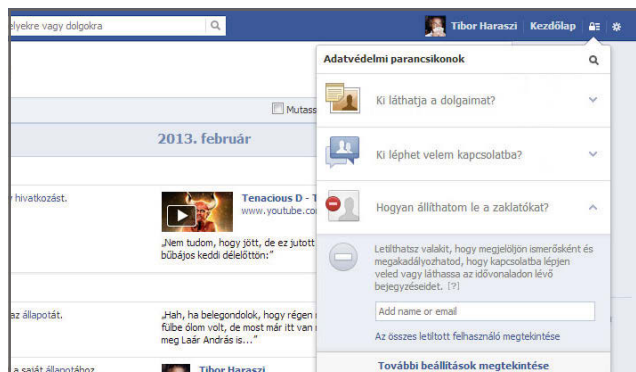 elyekre vagy dolgokra
Tibor Haraszi Kezdőlap
Adatvédelmi parancsikonok
Ki láthatja a dolgaimat?
Mutass
2013. február
Ki léphet velem kapcsolatba?
hivatkozást.
Tenacious D - T
www.youtube.co
Hogyan állíthatom le a zaklatókat?
„Nem tudom, hogy jött, de ez jutott
bűbájos keddi délelőttön:”
Letilthatsz valakit, hogy megjelöljön ismerősként és
megakadályozhatod, hogy kapcsolatba lépjen
veled vagy láthassa az idővonaladon lévő
bejegyzéseidet. [?]
Add name or email
az állapotát.
„Hah, ha belegondolok, hogy régen
fülbe ólom volt, de most már itt van
meg Laár András is...”
Az összes letiltott felhasználó megtekintése
További beállítások megtekintése
a saját állapotához
Tibor Haraszi